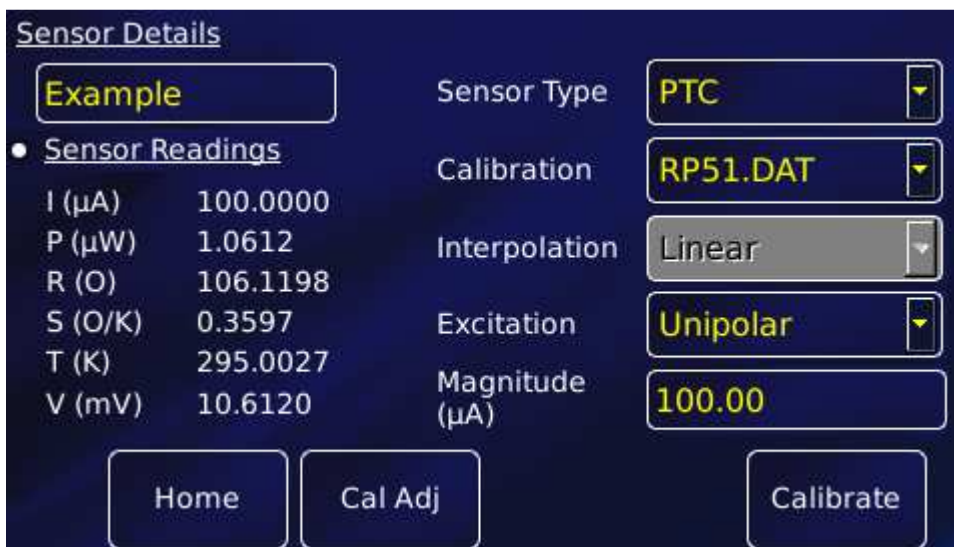 Sensor Details
Example
Sensor Readings
I (µA) 100.0000
P (µW) 1.0612
R (O) 106.1198
S (O/K) 0.3597
T (K) 295.0027
V (mV) 10.6120
Sensor Type PTC
Calibration RP51.DAT
Interpolation Linear
Excitation Unipolar
Magnitude
(µA) 100.00
Home Cal Adj Calibrate